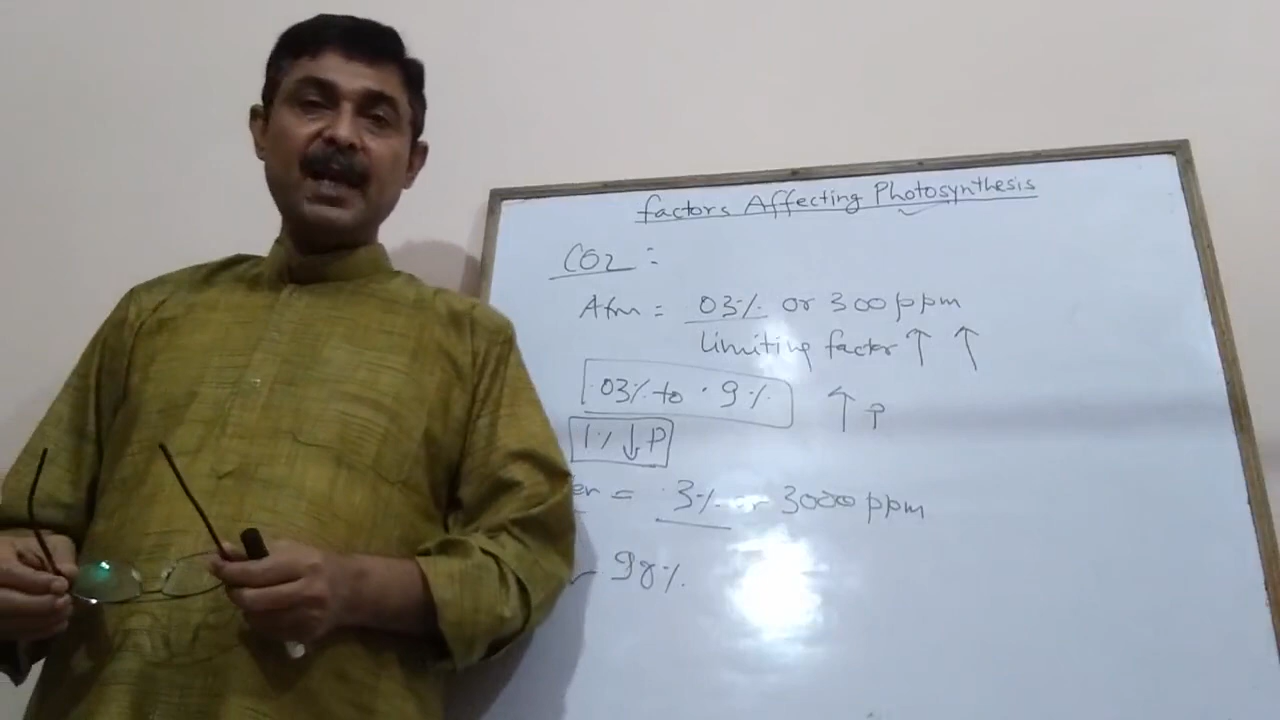 Factors Affecting Photosynthesis
CO2 :
Atm = 03% or 300 ppm
limiting factor ↑ ↑
.03% to .9% ↑ P
1% ↓ P
= .3% or 3000 ppm
98%